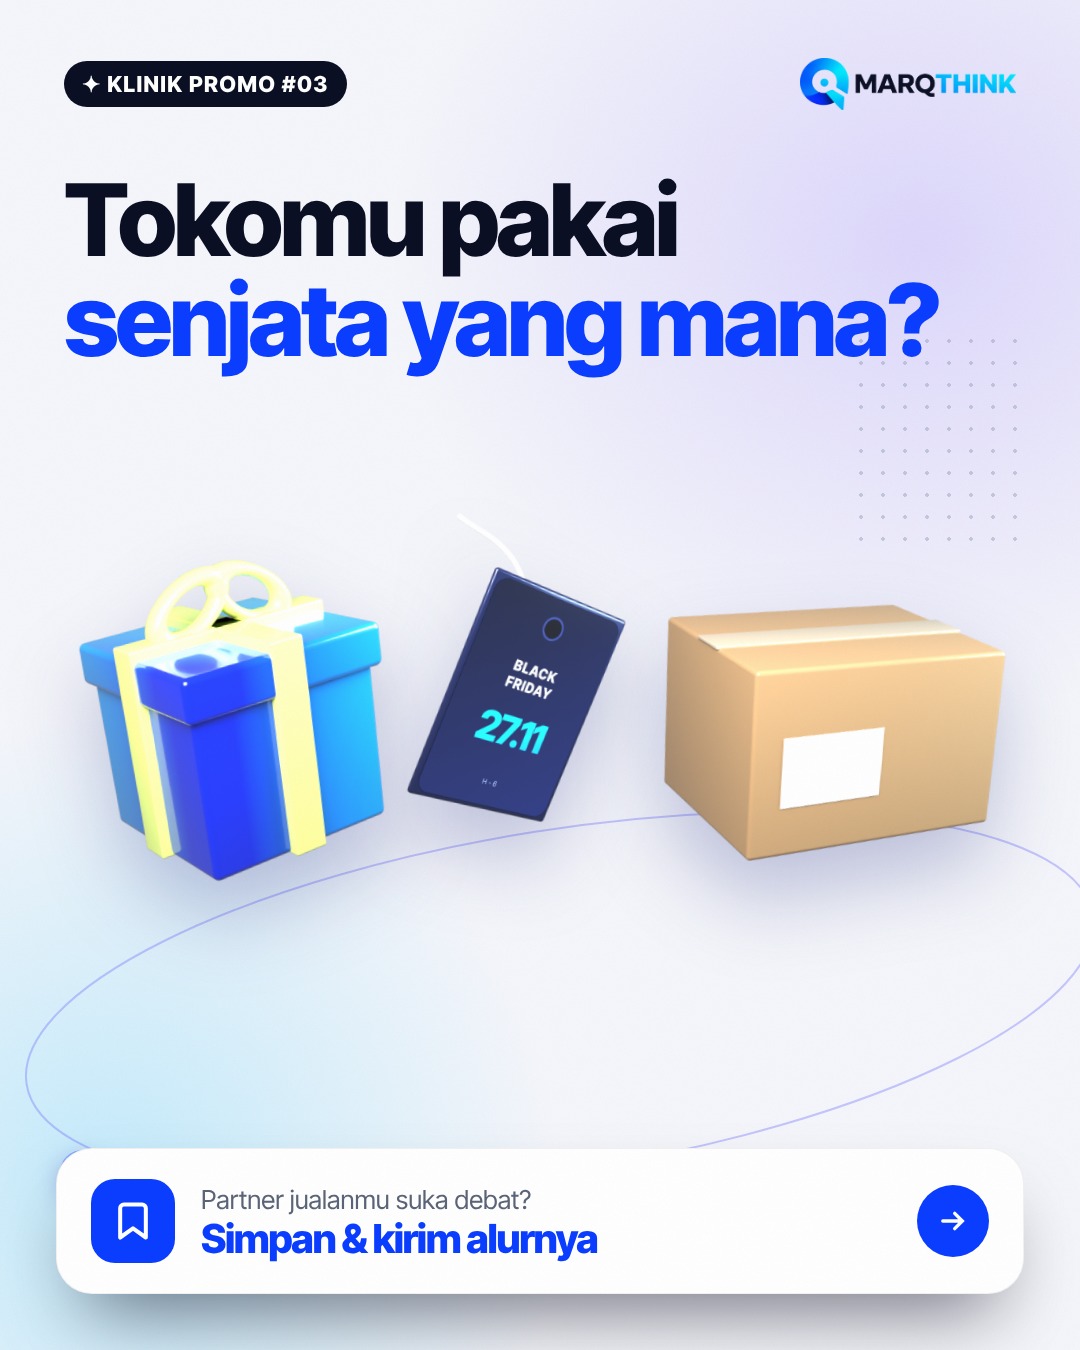 ✦ KLINIK PROMO #03
MARQTHINK
Tokomu pakai
senjata yang mana?
BLACK
FRIDAY
27.11
H-6
Partner jualanmu suka debat?
Simpan & kirim alurnya